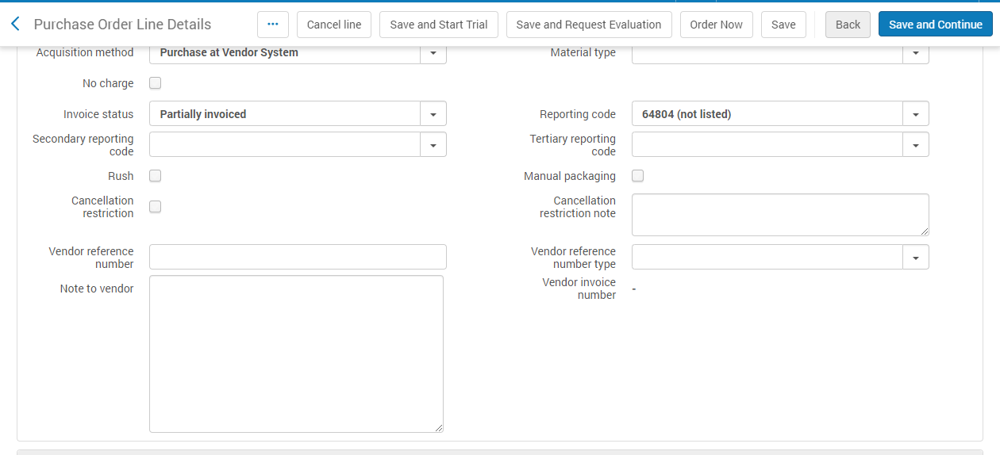 Purchase Order Line Details
...
Cancel line
Save and Start Trial
Save and Request Evaluation
Order Now
Save
Back
Save and Continue
Acquisition method
Purchase at Vendor System
Material type
No charge
Invoice status
Partially invoiced
Reporting code
64804 (not listed)
Secondary reporting
code
Tertiary reporting
code
Rush
Manual packaging
Cancellation
restriction
Cancellation
restriction note
Vendor reference
number
Vendor reference
number type
Note to vendor
Vendor invoice
number
-